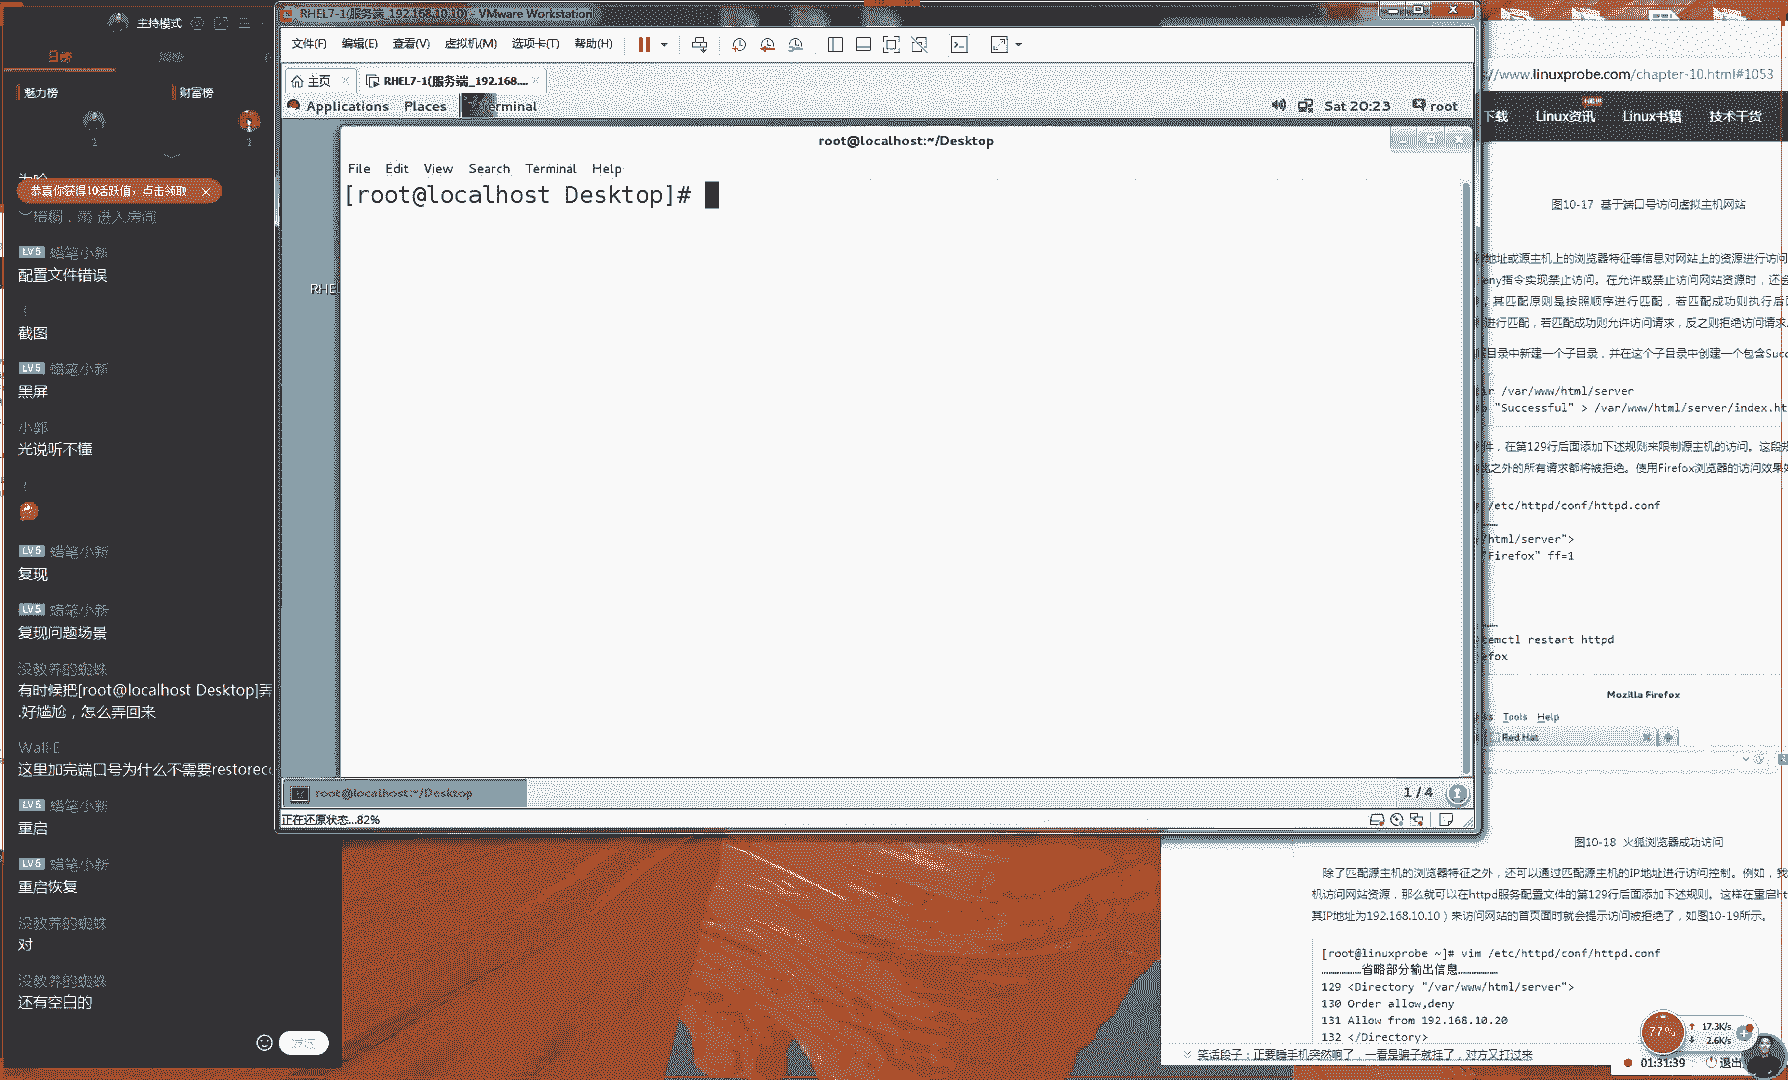 主持模式
魅力榜
财富榜
2
1
恭喜你获得10活跃值，点击领取
进入房间
LV5 蜡笔小新
配置文件错误
截图
LV5 蜡笔小新
黑屏
小郭
光说听不懂
LV5 蜡笔小新
复现
LV5 蜡笔小新
复现问题场景
没教养的蜘蛛
有时候把[root@localhost Desktop]弄
.好尴尬，怎么弄回来
Wall-E
这里加完端口号为什么不需要restorec
LV5 蜡笔小新
重启
LV5 蜡笔小新
重启恢复
没教养的蜘蛛
对
没教养的蜘蛛
还有空白的
RHEL7-1(服务端_192.168.10.10) - VMware Workstation
文件(F) 编辑(E) 查看(V) 虚拟机(M) 选项卡(T) 帮助(H)
主页
RHEL7-1(服务端_192.168....
Applications Places
Sat 20:23
root
root@localhost:~/Desktop
File Edit View Search Terminal Help
[root@localhost Desktop]#
RHE
root@localhost:~/Desktop
1 / 4
正在还原状态...82%
//www.linuxprobe.com/chapter-10.html#1053
下载 Linux资讯 Linux书籍 技术干货
NEW
图10-17 基于端口号访问虚拟主机网站
地址或源主机上的浏览器特征等信息对网站上的资源进行访问
eny指令实现禁止访问。在允许或禁止访问网站资源时，还会
，其匹配原则是按照顺序进行匹配，若匹配成功则执行后
进行匹配，若匹配成功则允许访问请求，反之则拒绝访问请求
目录中新建一个子目录，并在这个子目录中创建一个包含Suc
ir /var/www/html/server
o "Successful" > /var/www/html/server/index.ht
件，在第129行后面添加下述规则来限制源主机的访问。这段
此之外的所有请求都将被拒绝。使用Firefox浏览器的访问效果
/etc/httpd/conf/httpd.conf
/html/server">
"Firefox" ff=1
temctl restart httpd
efox
Mozilla Firefox
Tools Help
Red Hat
图10-18 火狐浏览器成功访问
除了匹配源主机的浏览器特征之外，还可以通过匹配源主机的IP地址进行访问控制。例如，我
机访问网站资源，那么就可以在httpd服务配置文件的第129行后面添加下述规则。这样在重启ht
其IP地址为192.168.10.10）来访问网站的首页面时就会提示访问被拒绝了，如图10-19所示。
[root@linuxprobe ~]# vim /etc/httpd/conf/httpd.conf
………………省略部分输出信息………………
129 <Directory "/var/www/html/server">
130 Order allow,deny
131 Allow from 192.168.10.20
132 </Directory>
笑话段子：正要睡手机突然响了，一看是骗子就挂了，对方又打过来
77%
17.3K/s
2.6K/s
01:31:39
退出